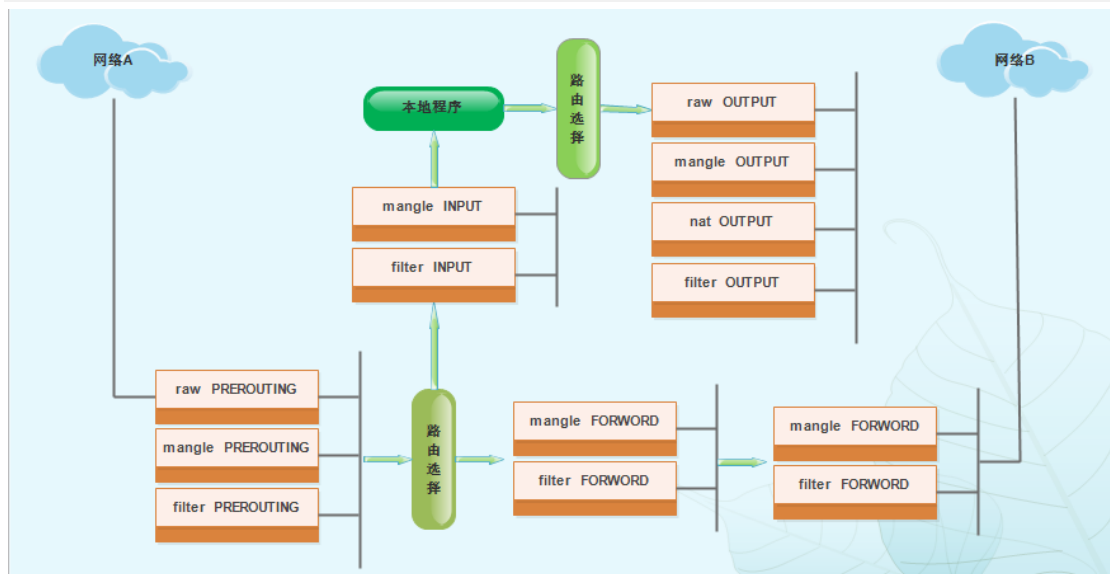 网络A
网络B
本地程序
路由选择
raw OUTPUT
mangle OUTPUT
nat OUTPUT
filter OUTPUT
mangle INPUT
filter INPUT
raw PREROUTING
mangle PREROUTING
filter PREROUTING
路由选择
mangle FORWORD
filter FORWORD
mangle FORWORD
filter FORWORD